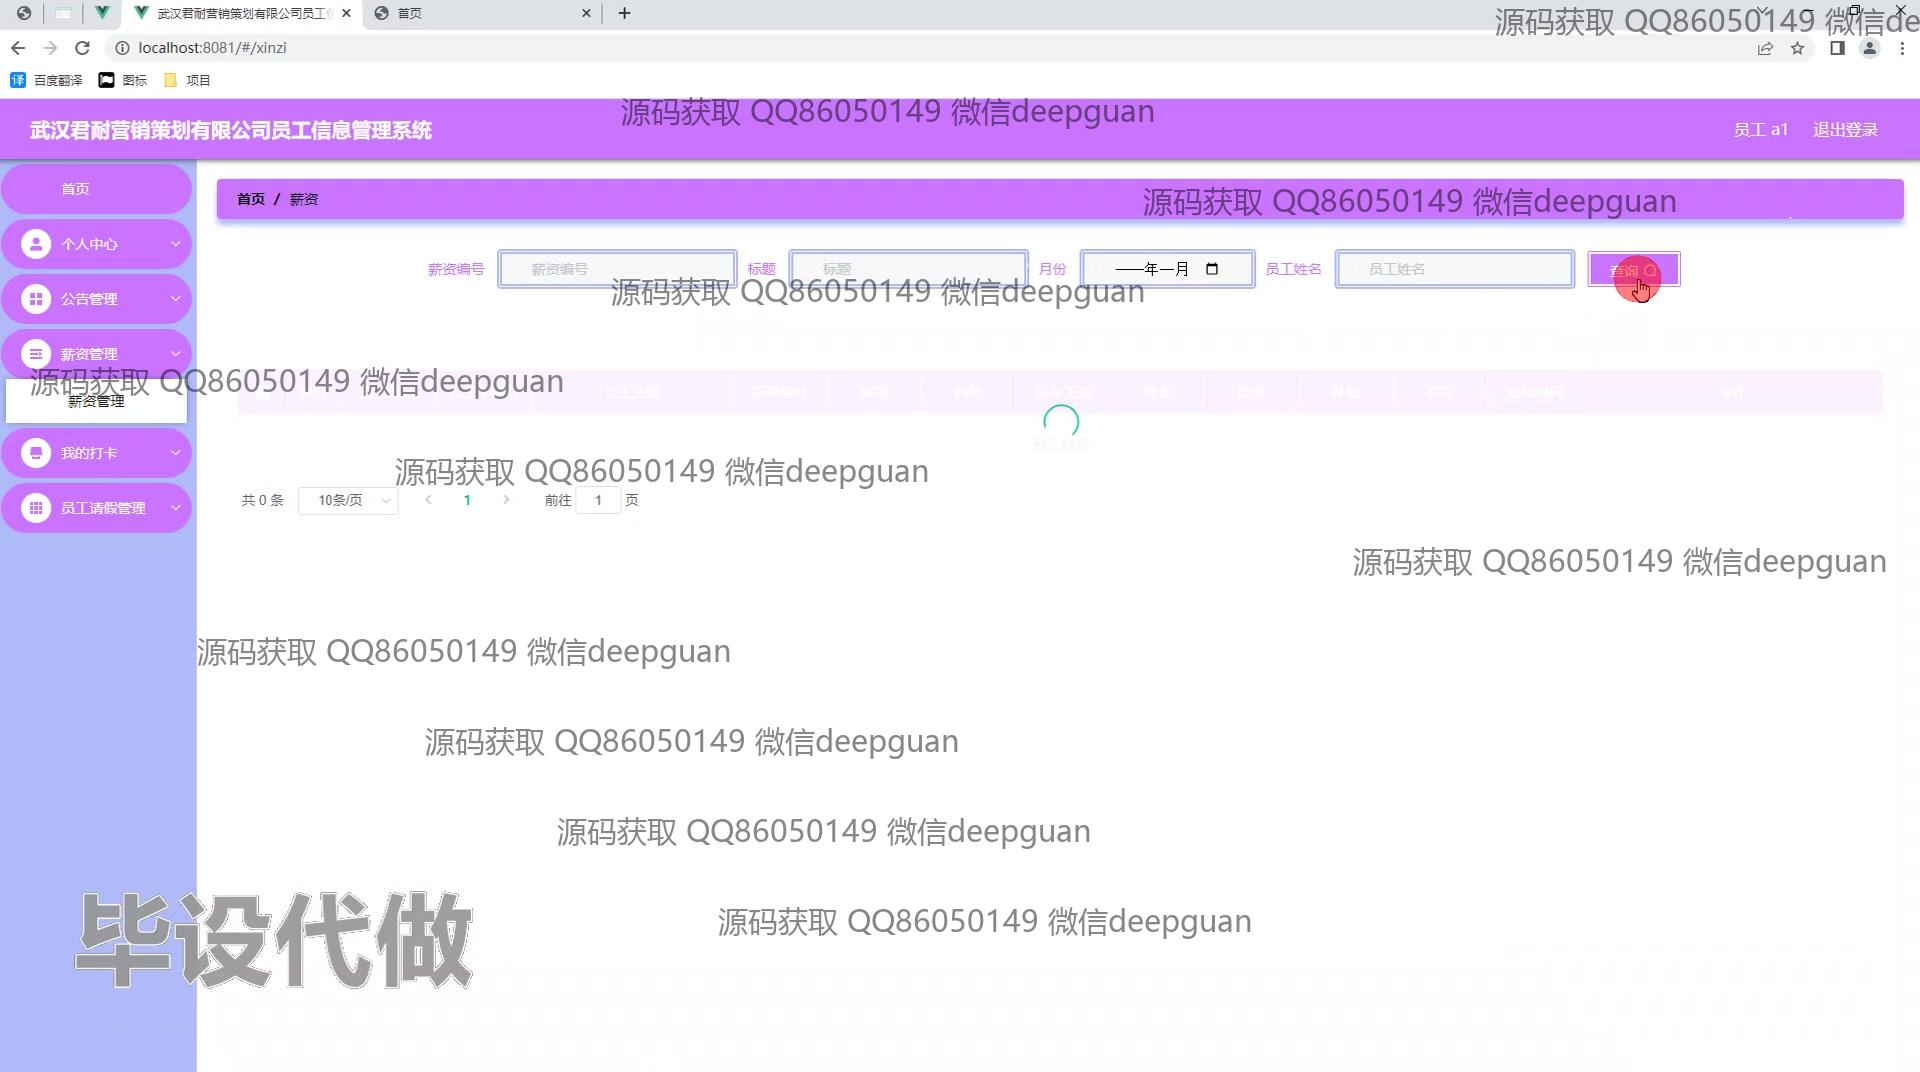 武汉君耐营销策划有限公司员工信
首页
localhost:8081/#/xinzi
源码获取 QQ86050149 微信de
百度翻译
图标
项目
武汉君耐营销策划有限公司员工信息管理系统
源码获取 QQ86050149 微信deepguan
员工 a1
退出登录
首页
个人中心
公告管理
薪资管理
薪资管理
我的打卡
员工请假管理
首页 / 薪资
源码获取 QQ86050149 微信deepguan
薪资编号
薪资编号
标题
标题
月份
员工姓名
员工姓名
查询
源码获取 QQ86050149 微信deepguan
源码获取 QQ86050149 微信deepguan
源码获取 QQ86050149 微信deepguan
共 0 条
10条/页
1
前往 1 页
源码获取 QQ86050149 微信deepguan
源码获取 QQ86050149 微信deepguan
源码获取 QQ86050149 微信deepguan
源码获取 QQ86050149 微信deepguan
源码获取 QQ86050149 微信deepguan
毕设代做